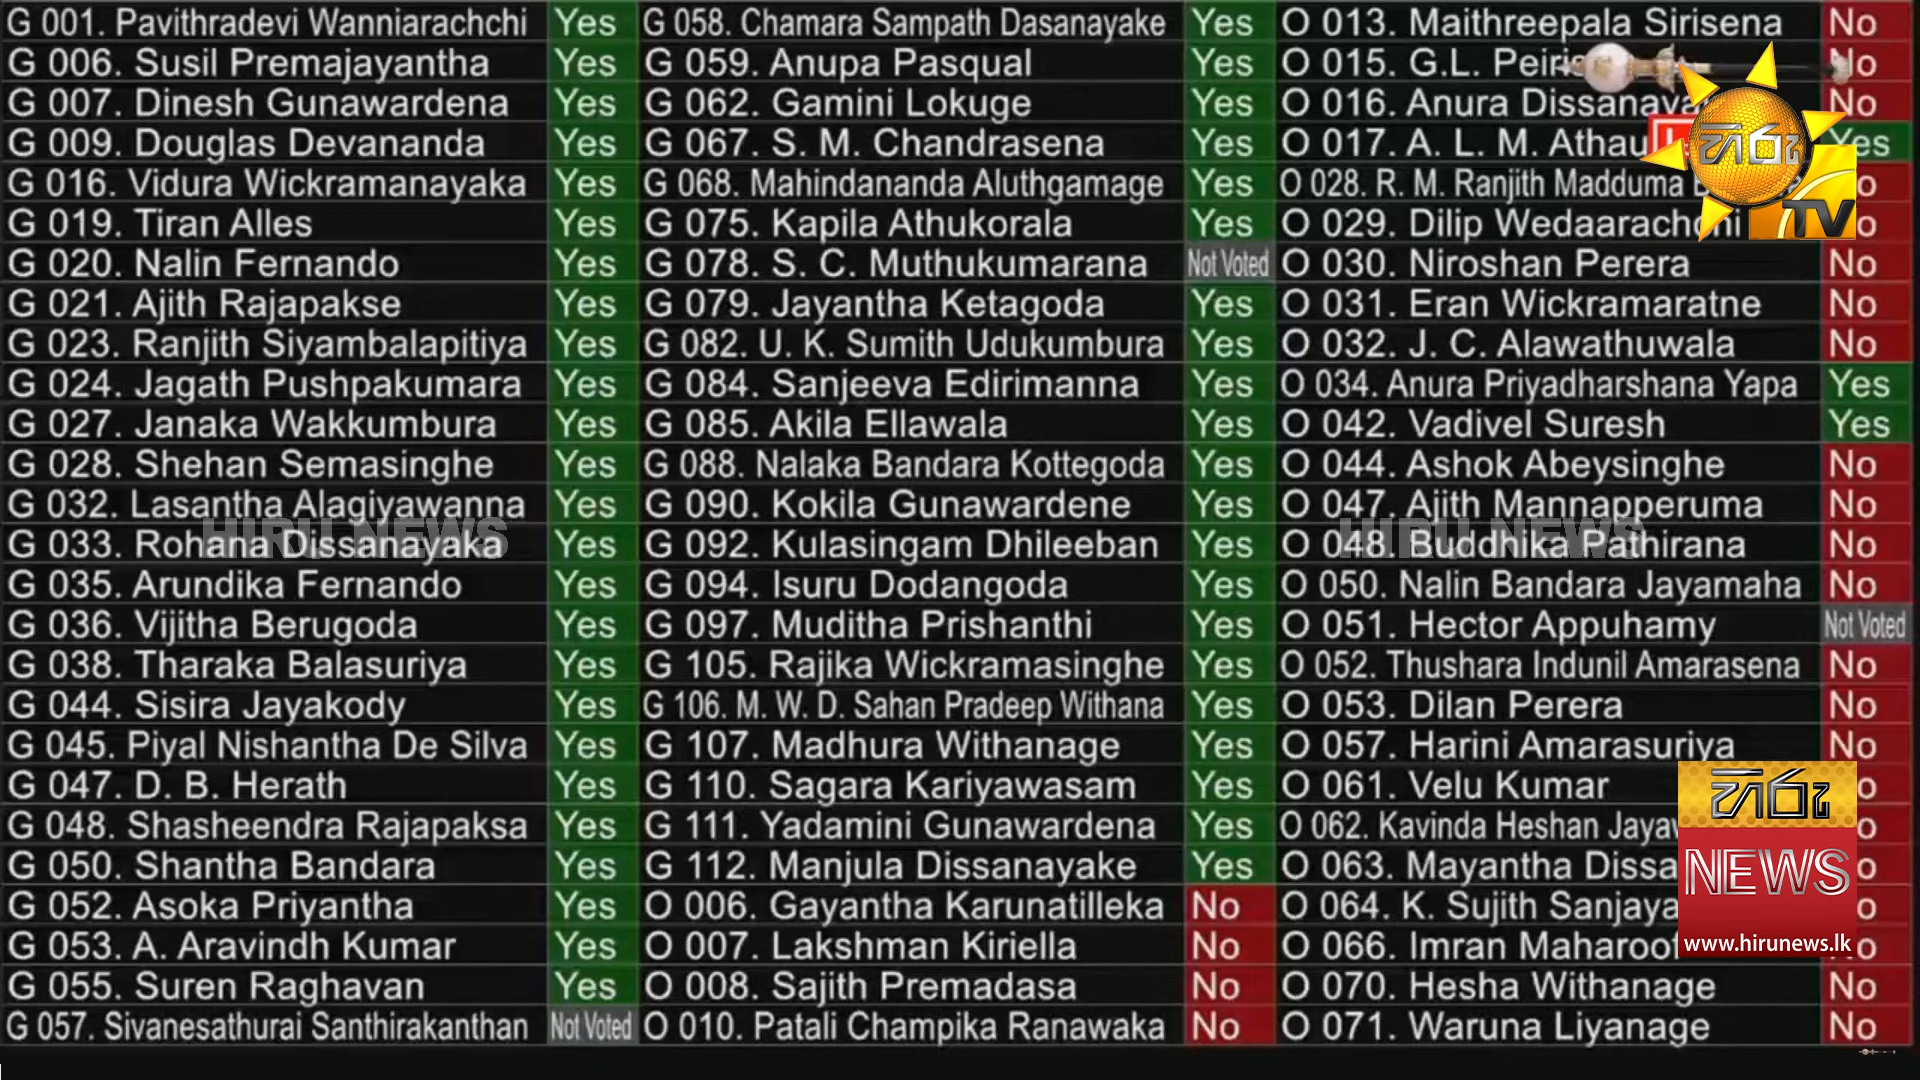 G 001. Pavithradevi Wanniarachchi Yes
G 006. Susil Premajayantha Yes
G 007. Dinesh Gunawardena Yes
G 009. Douglas Devananda Yes
G 016. Vidura Wickramanayaka Yes
G 019. Tiran Alles Yes
G 020. Nalin Fernando Yes
G 021. Ajith Rajapakse Yes
G 023. Ranjith Siyambalapitiya Yes
G 024. Jagath Pushpakumara Yes
G 027. Janaka Wakkumbura Yes
G 028. Shehan Semasinghe Yes
G 032. Lasantha Alagiyawanna Yes
G 033. Rohana Dissanayaka Yes
G 035. Arundika Fernando Yes
G 036. Vijitha Berugoda Yes
G 038. Tharaka Balasuriya Yes
G 044. Sisira Jayakody Yes
G 045. Piyal Nishantha De Silva Yes
G 047. D. B. Herath Yes
G 048. Shasheendra Rajapaksa Yes
G 050. Shantha Bandara Yes
G 052. Asoka Priyantha Yes
G 053. A. Aravindh Kumar Yes
G 055. Suren Raghavan Yes
G 057. Sivanesathurai Santhirakanthan Not Voted
G 058. Chamara Sampath Dasanayake Yes
G 059. Anupa Pasqual Yes
G 062. Gamini Lokuge Yes
G 067. S. M. Chandrasena Yes
G 068. Mahindananda Aluthgamage Yes
G 075. Kapila Athukorala Yes
G 078. S. C. Muthukumarana Not Voted
G 079. Jayantha Ketagoda Yes
G 082. U. K. Sumith Udukumbura Yes
G 084. Sanjeeva Edirimanna Yes
G 085. Akila Ellawala Yes
G 088. Nalaka Bandara Kottegoda Yes
G 090. Kokila Gunawardene Yes
G 092. Kulasingam Dhileeban Yes
G 094. Isuru Dodangoda Yes
G 097. Muditha Prishanthi Yes
G 105. Rajika Wickramasinghe Yes
G 106. M. W. D. Sahan Pradeep Withana Yes
G 107. Madhura Withanage Yes
G 110. Sagara Kariyawasam Yes
G 111. Yadamini Gunawardena Yes
G 112. Manjula Dissanayake Yes
O 006. Gayantha Karunatilleka No
O 007. Lakshman Kiriella No
O 008. Sajith Premadasa No
O 010. Patali Champika Ranawaka No
O 013. Maithreepala Sirisena No
O 015. G.L. No
O 016. Anura No
O 017. A. L. M. Yes
O 028. R. M. Ranjith Madduma
O 029. Dilip
O 030. Niroshan Perera No
O 031. Eran Wickramaratne No
O 032. J. C. Alawathuwala No
O 034. Anura Priyadharshana Yapa Yes
O 042. Vadivel Suresh Yes
O 044. Ashok Abeysinghe No
O 047. Ajith Mannapperuma No
O 048. Buddhika Pathirana No
O 050. Nalin Bandara Jayamaha No
O 051. Hector Appuhamy Not Voted
O 052. Thushara Indunil Amarasena No
O 053. Dilan Perera No
O 057. Harini Amarasuriya No
O 061. Velu Kumar
O 062. Kavinda Heshan
O 063. Mayantha
O 064. K. Sujith Sanjaya
O 066. Imran
O 070. Hesha Withanage No
O 071. Waruna Liyanage No
හිරු
TV
HIRU NEWS
HIRU NEWS
හිරු
NEWS
www.hirunews.lk